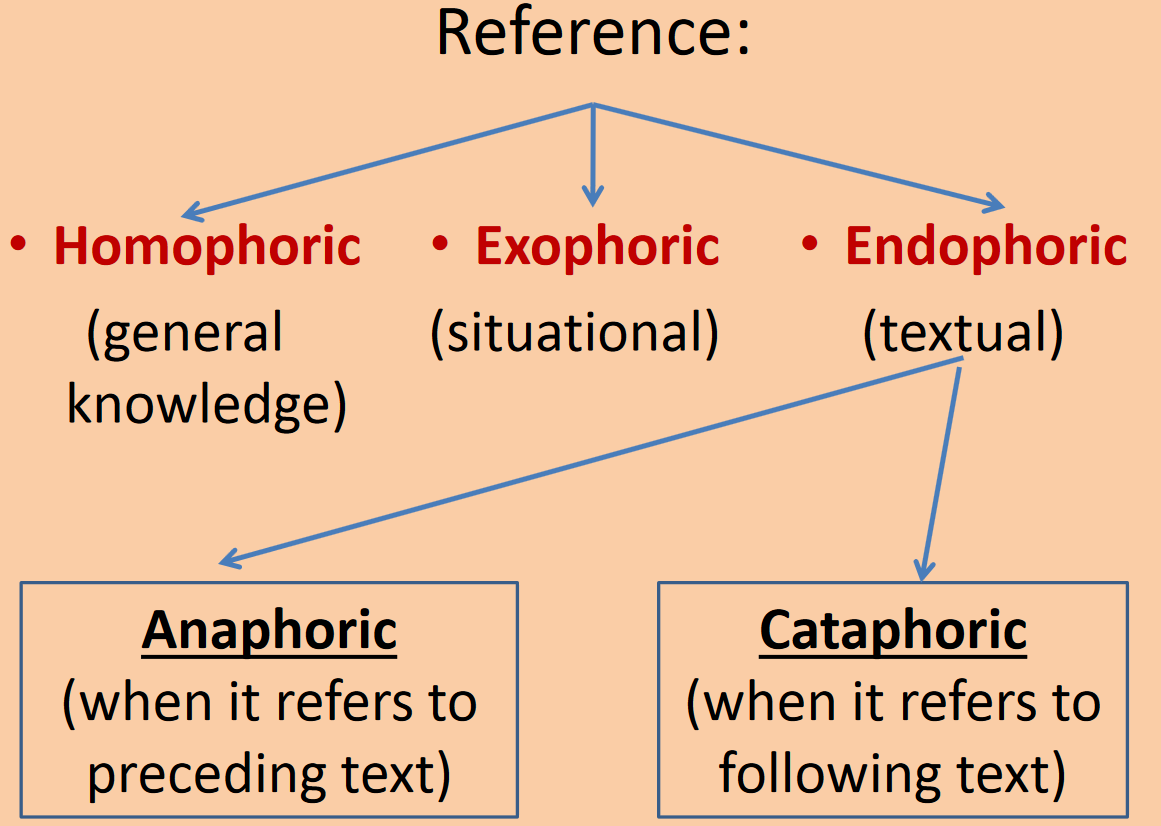 Reference:
• Homophoric
(general
knowledge)
• Exophoric
(situational)
• Endophoric
(textual)
Anaphoric
(when it refers to
preceding text)
Cataphoric
(when it refers to
following text)